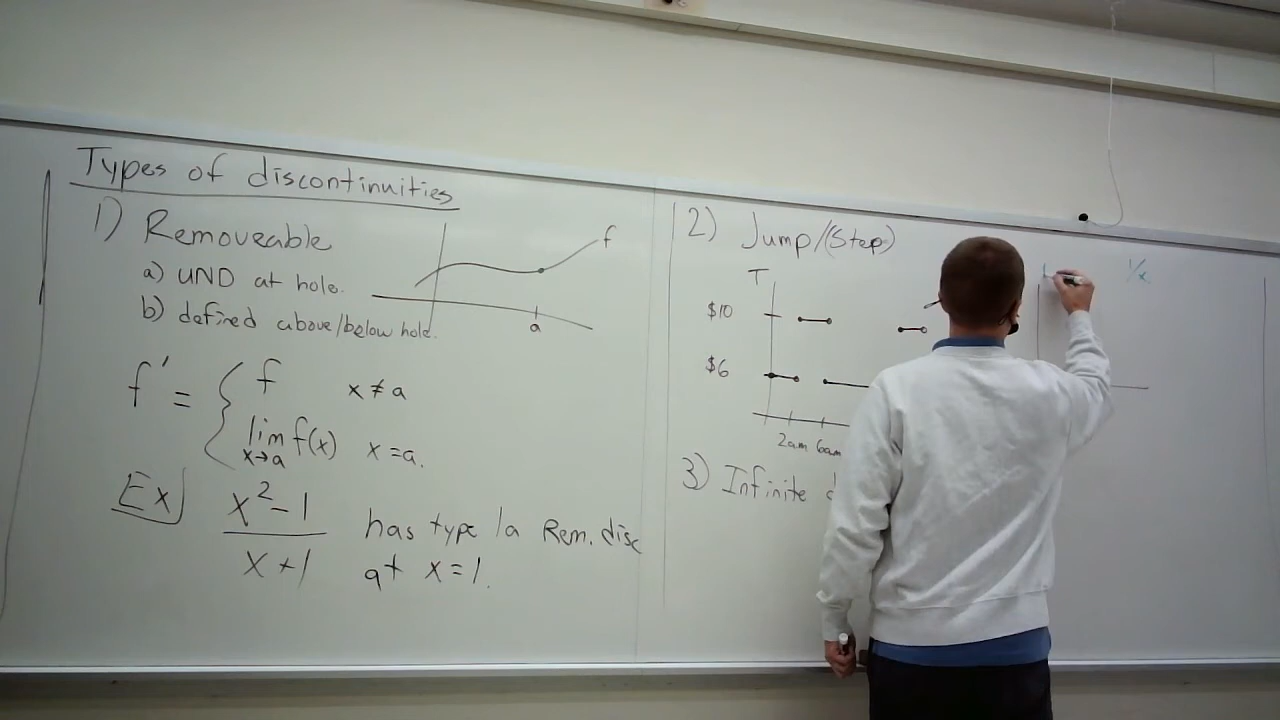 Types of discontinuities
1) Removeable
a) UND at hole.
b) defined above/below hole.
f
a
f' = { f x ≠ a
lim x→a f(x) x = a.
Ex] x²-1 / x+1 has type 1a Rem. disc
at x=1.
2) Jump/(Step)
T
$10
$6
2am 6am
3) Infinite
1/x